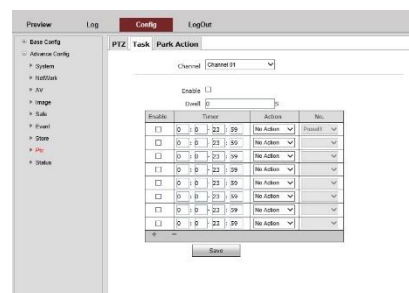 Preview Log Config LogOut
Base Config
Advance Config
System
NetWork
AV
Image
Safe
Event
Store
Ptz
Status
PTZ Task Park Action
Channel Channel 01
Enable
Dwell 0 S
Enable Timer Action No.
0 : 0 - 23 : 59 No Action Preset1
0 : 0 - 23 : 59 No Action
0 : 0 - 23 : 59 No Action
0 : 0 - 23 : 59 No Action
0 : 0 - 23 : 59 No Action
0 : 0 - 23 : 59 No Action
0 : 0 - 23 : 59 No Action
0 : 0 - 23 : 59 No Action
+ −
Save